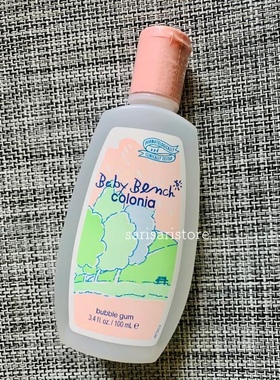 Baby Bench
colonia
sarisaristore
bubble gum
3.4 fl. oz. / 100 mL e